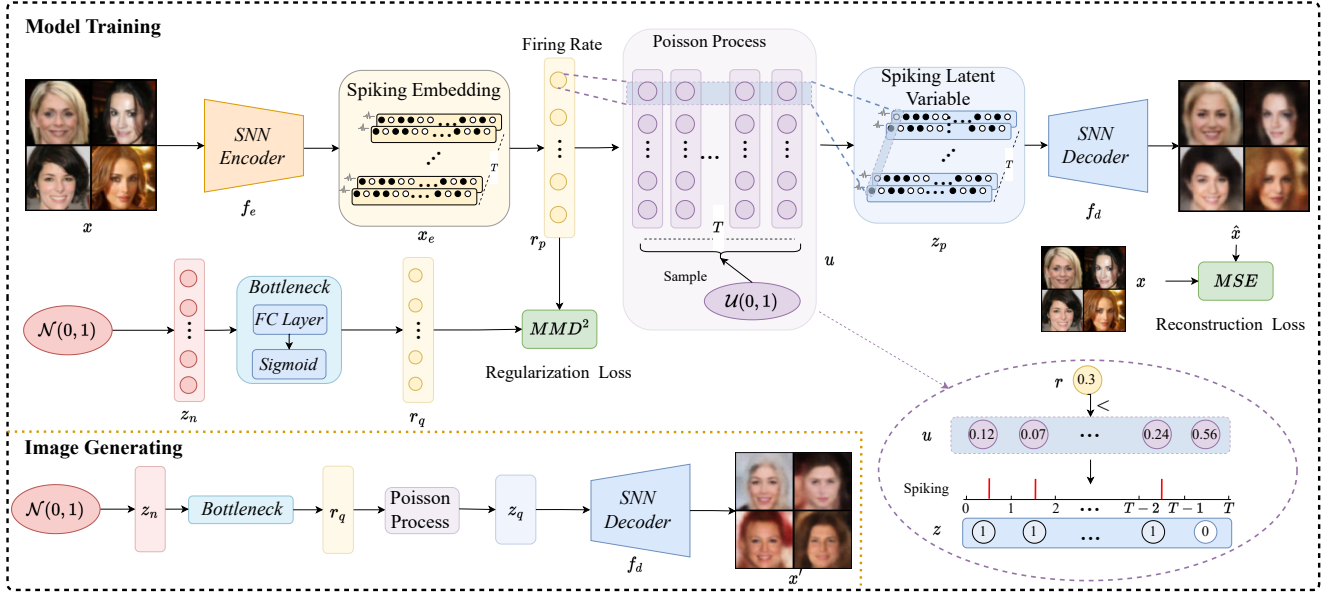 Model Training
Firing Rate
Poisson Process
Spiking Embedding
Spiking Latent
Variable
SNN
Encoder
SNN
Decoder
T
T
T
x
f_e
x_e
r_p
Sample
𝒰(0, 1)
u
z_p
f_d
x̂
𝒩(0, 1)
Bottleneck
FC Layer
Sigmoid
MMD²
x
MSE
Regularization Loss
Reconstruction Loss
z_n
r_q
r
0.3
<
u
0.12
0.07
...
0.24
0.56
Spiking
0
1
2
...
T − 2
T − 1
T
z
1
1
...
1
0
Image Generating
𝒩(0, 1)
z_n
Bottleneck
r_q
Poisson
Process
z_q
SNN
Decoder
f_d
x′